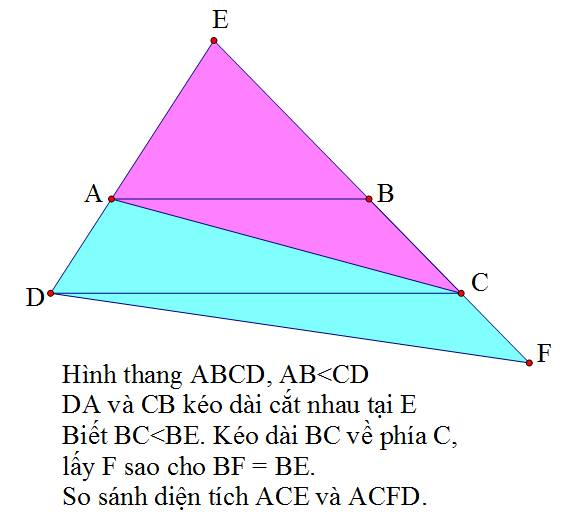 E
A
B
D
C
F
Hình thang ABCD, AB<CD
DA và CB kéo dài cắt nhau tại E
Biết BC<BE. Kéo dài BC về phía C,
lấy F sao cho BF = BE.
So sánh diện tích ACE và ACFD.